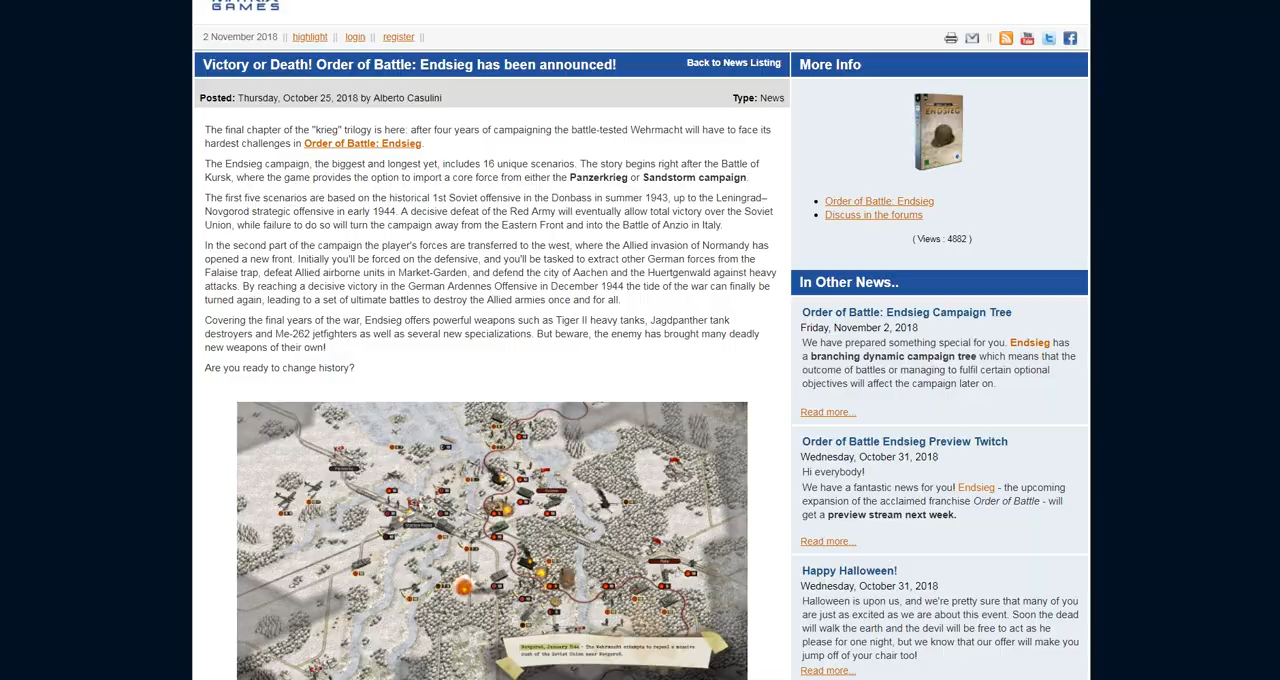 GAMES
2 November 2018 || highlight || login || register ||
Victory or Death! Order of Battle: Endsieg has been announced!
Back to News Listing
Posted: Thursday, October 25, 2018 by Alberto Casulini
Type: News
The final chapter of the "krieg" trilogy is here: after four years of campaigning the battle-tested Wehrmacht will have to face its
hardest challenges in Order of Battle: Endsieg.
The Endsieg campaign, the biggest and longest yet, includes 16 unique scenarios. The story begins right after the Battle of
Kursk, where the game provides the option to import a core force from either the Panzerkrieg or Sandstorm campaign.
The first five scenarios are based on the historical 1st Soviet offensive in the Donbass in summer 1943, up to the Leningrad–
Novgorod strategic offensive in early 1944. A decisive defeat of the Red Army will eventually allow total victory over the Soviet
Union, while failure to do so will turn the campaign away from the Eastern Front and into the Battle of Anzio in Italy.
In the second part of the campaign the player's forces are transferred to the west, where the Allied invasion of Normandy has
opened a new front. Initially you'll be forced on the defensive, and you'll be tasked to extract other German forces from the
Falaise trap, defeat Allied airborne units in Market-Garden, and defend the city of Aachen and the Huertgenwald against heavy
attacks. By reaching a decisive victory in the German Ardennes Offensive in December 1944 the tide of the war can finally be
turned again, leading to a set of ultimate battles to destroy the Allied armies once and for all.
Covering the final years of the war, Endsieg offers powerful weapons such as Tiger II heavy tanks, Jagdpanther tank
destroyers and Me-262 jetfighters as well as several new specializations. But beware, the enemy has brought many deadly
new weapons of their own!
Are you ready to change history?
Novgorod, January 1944 - The Wehrmacht attempts to repel a massive
rush of the Soviet Union near Novgorod.
More Info
ENDSIEG
Order of Battle: Endsieg
Discuss in the forums
( Views : 4882 )
In Other News..
Order of Battle: Endsieg Campaign Tree
Friday, November 2, 2018
We have prepared something special for you. Endsieg has
a branching dynamic campaign tree which means that the
outcome of battles or managing to fulfil certain optional
objectives will affect the campaign later on.
Read more...
Order of Battle Endsieg Preview Twitch
Wednesday, October 31, 2018
Hi everybody!
We have a fantastic news for you! Endsieg - the upcoming
expansion of the acclaimed franchise Order of Battle - will
get a preview stream next week.
Read more...
Happy Halloween!
Wednesday, October 31, 2018
Halloween is upon us, and we're pretty sure that many of you
are just as excited as we are about this event. Soon the dead
will walk the earth and the devil will be free to act as he
please for one night, but we know that our offer will make you
jump off of your chair too!
Read more...